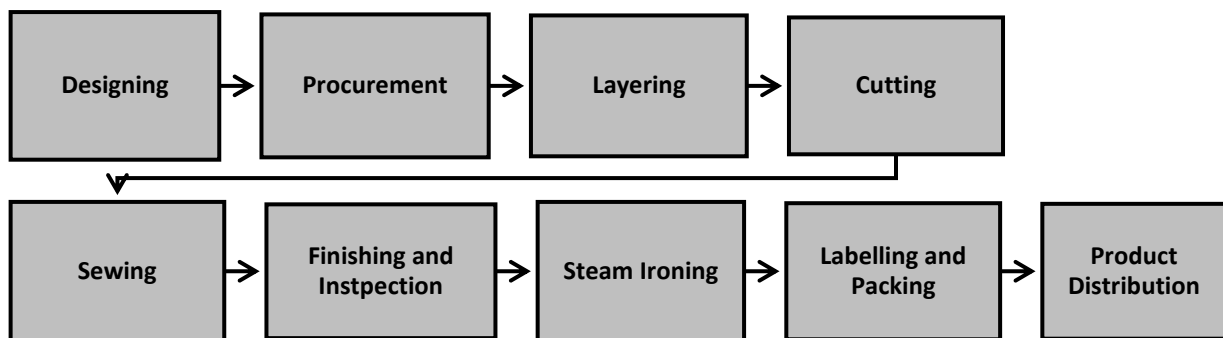 Designing
Procurement
Layering
Cutting
Sewing
Finishing and
Instpection
Steam Ironing
Labelling and
Packing
Product
Distribution